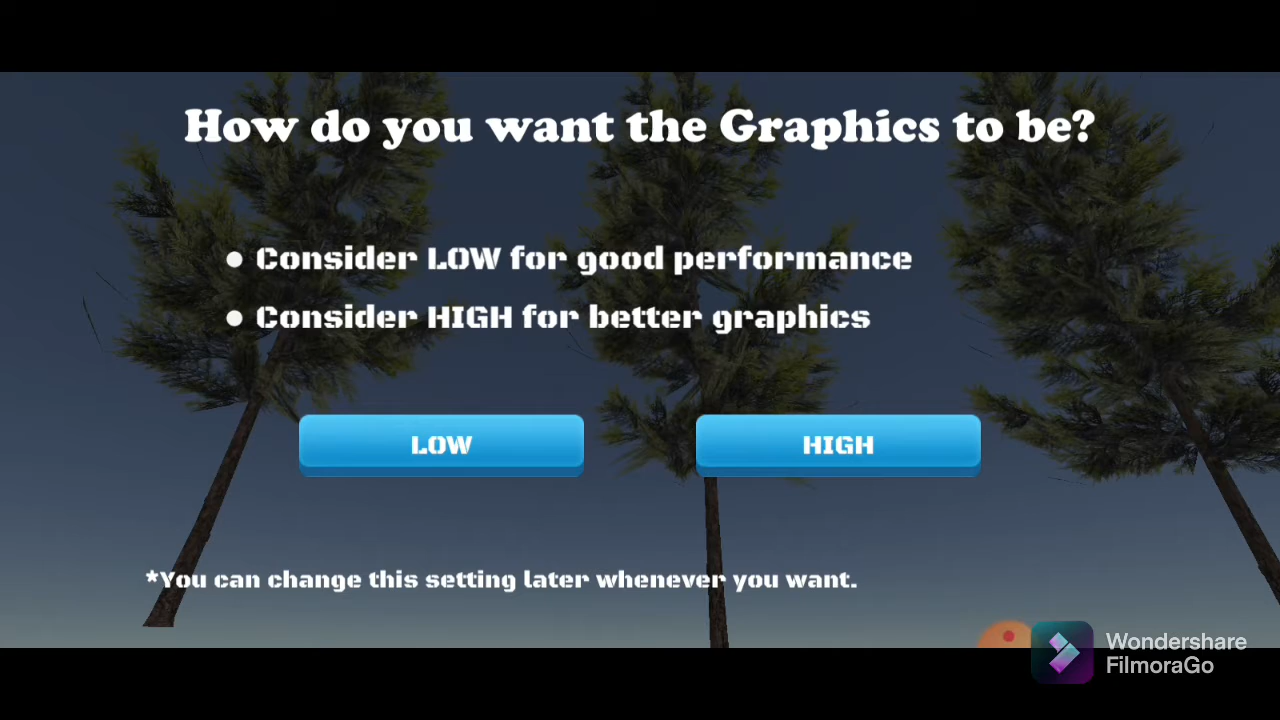 How do you want the Graphics to be?
● Consider LOW for good performance
● Consider HIGH for better graphics
LOW
HIGH
*You can change this setting later whenever you want.
Wondershare
FilmoraGo